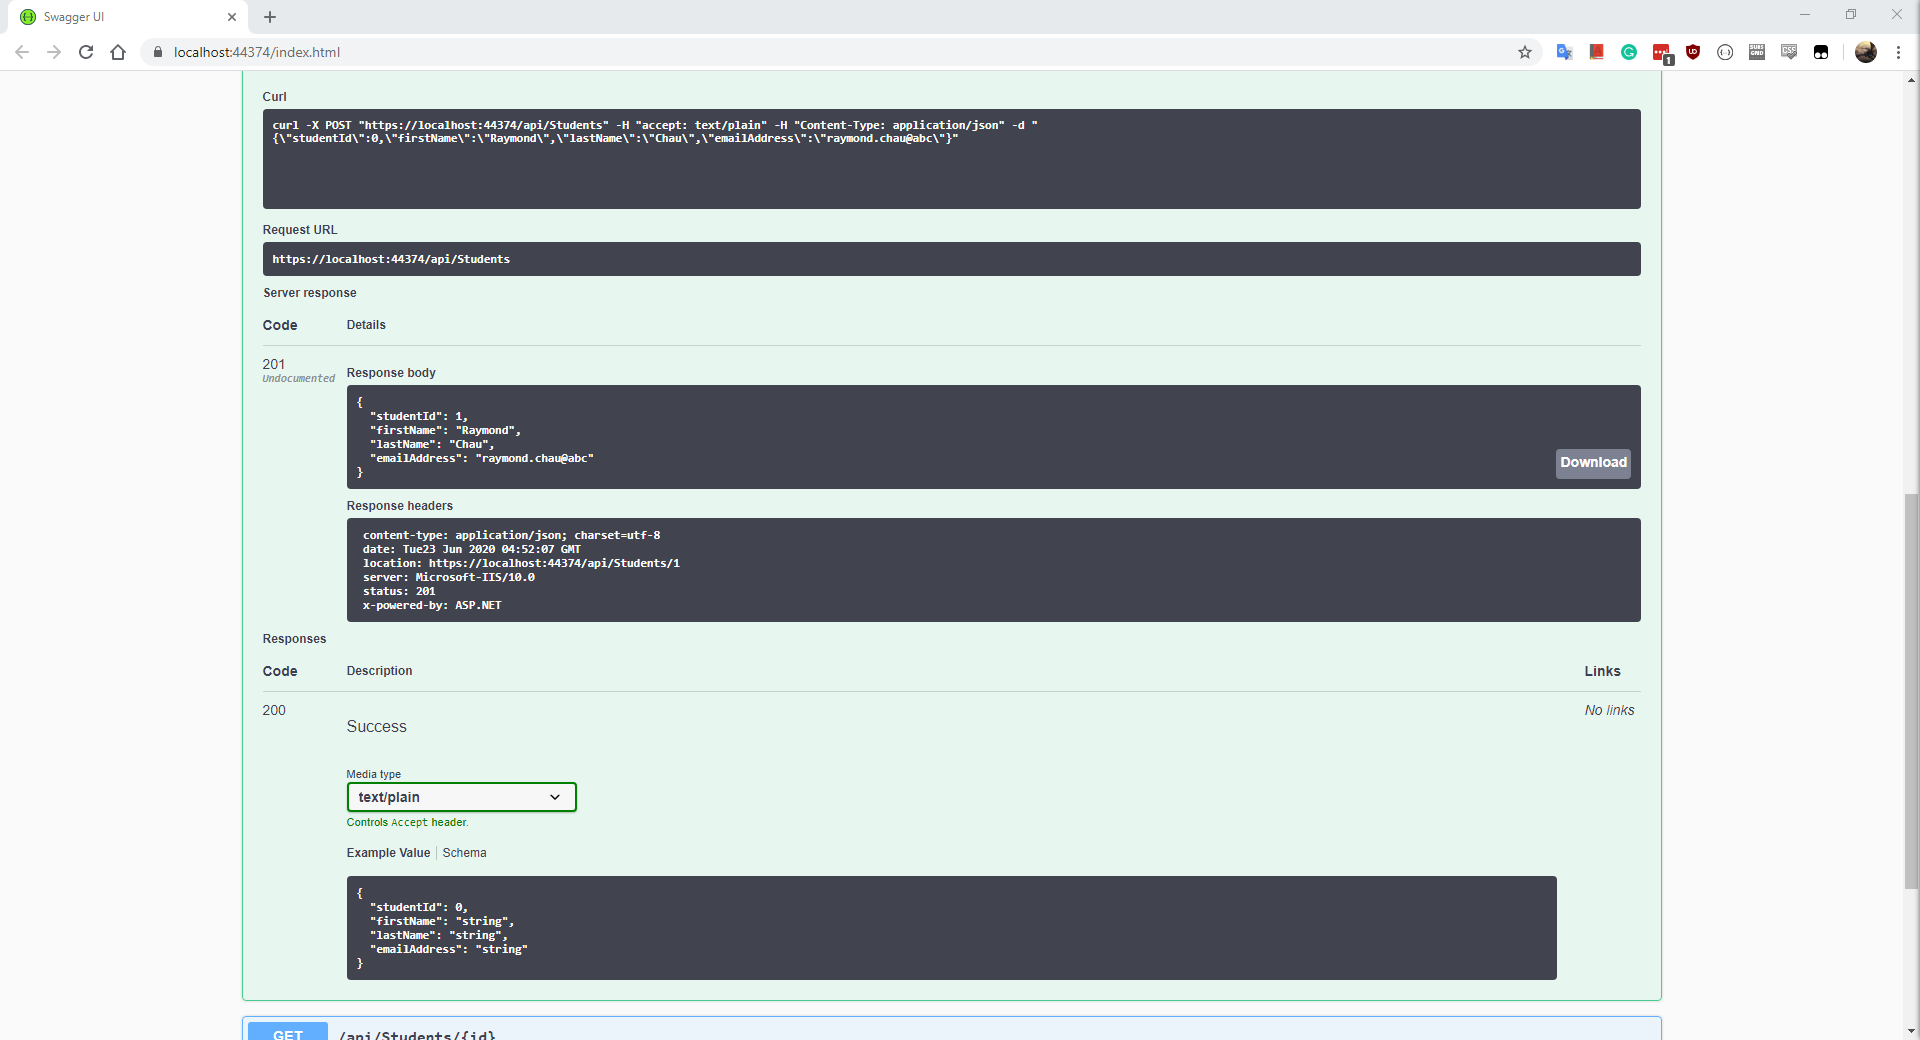 Swagger UI
localhost:44374/index.html
1
Curl
curl -X POST "https://localhost:44374/api/Students" -H "accept: text/plain" -H "Content-Type: application/json" -d "
{\"studentId\":0,\"firstName\":\"Raymond\",\"lastName\":\"Chau\",\"emailAddress\":\"raymond.chau@abc\"}"
Request URL
https://localhost:44374/api/Students
Server response
Code Details
201
Undocumented
Response body
{
"studentId": 1,
"firstName": "Raymond",
"lastName": "Chau",
"emailAddress": "raymond.chau@abc"
}
Download
Response headers
content-type: application/json; charset=utf-8
date: Tue23 Jun 2020 04:52:07 GMT
location: https://localhost:44374/api/Students/1
server: Microsoft-IIS/10.0
status: 201
x-powered-by: ASP.NET
Responses
Code Description Links
200 No links
Success
Media type
text/plain
Controls Accept header.
Example Value Schema
{
"studentId": 0,
"firstName": "string",
"lastName": "string",
"emailAddress": "string"
}
GET /api/Students/{id}